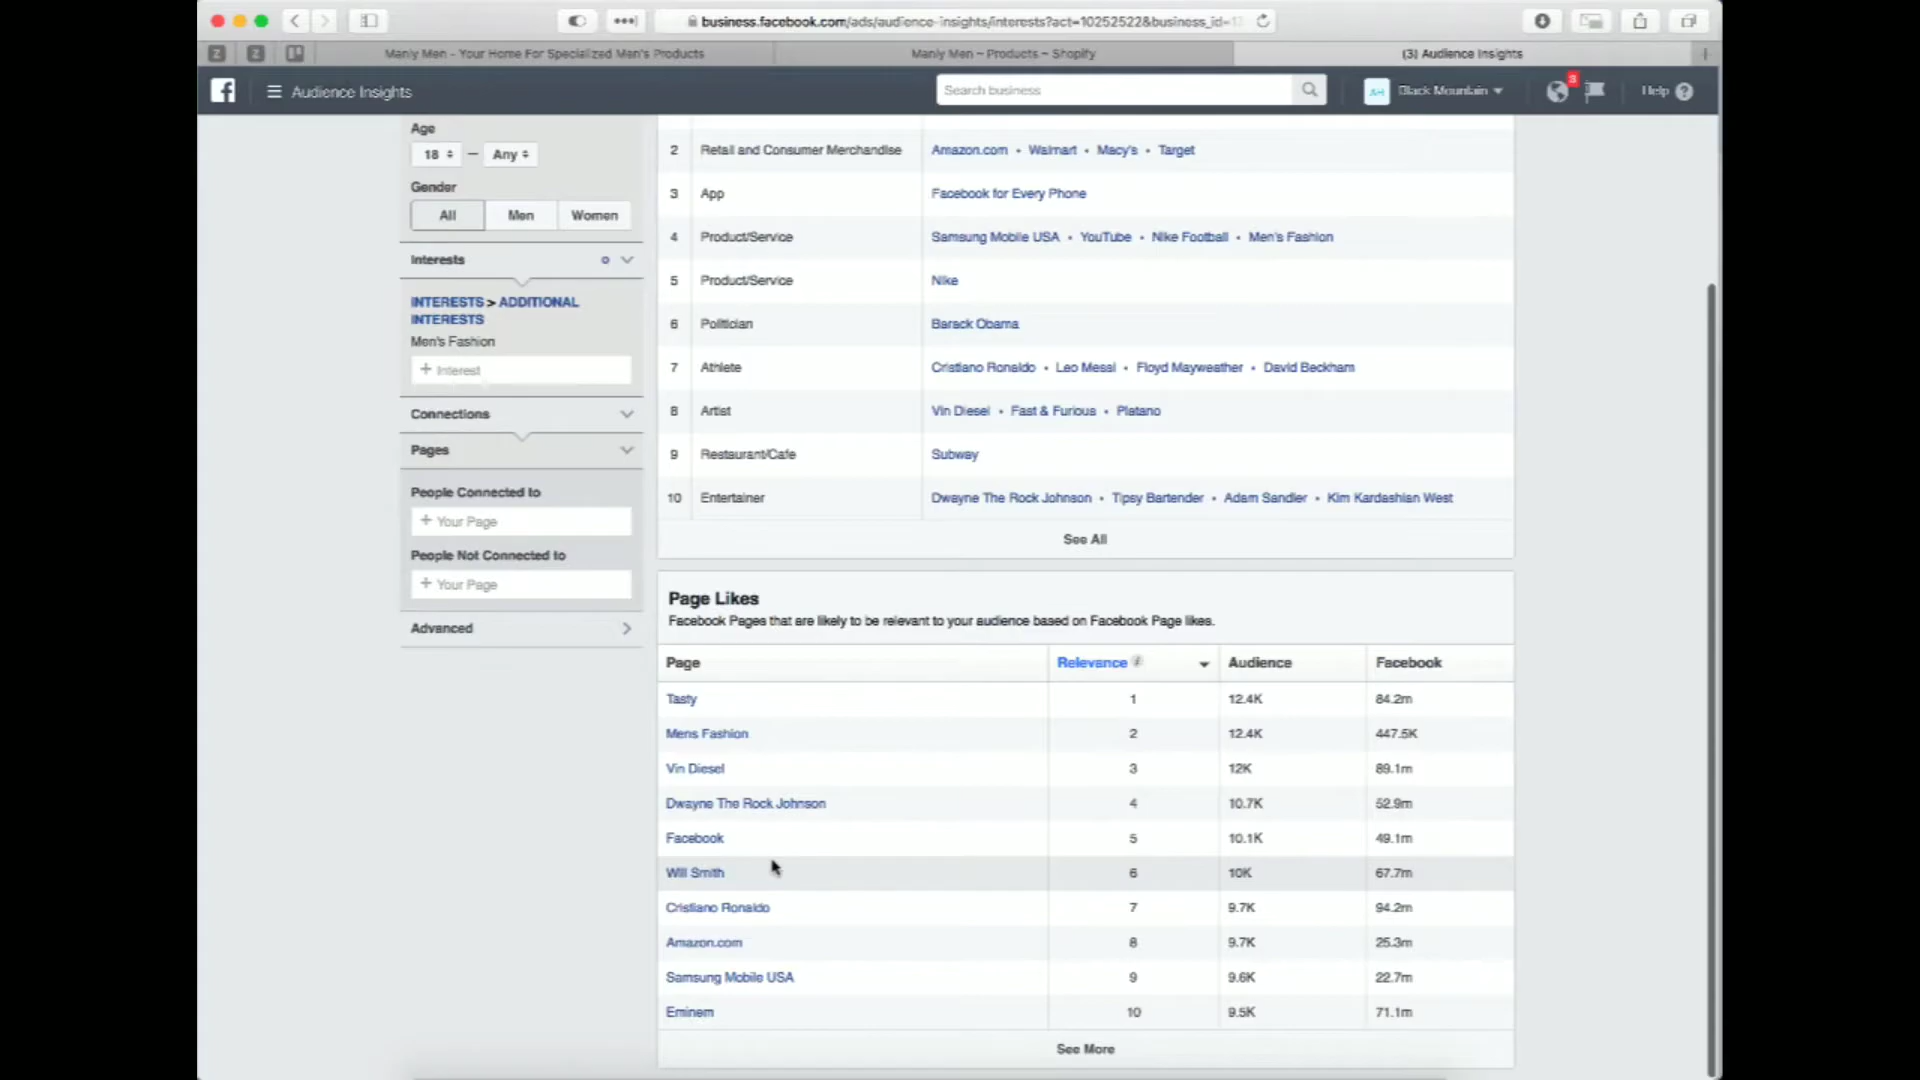 business.facebook.com/ads/audience-insights/interests?act=10252522&business_id=1
Manly Men - Your Home For Specialized Men's Products
Manly Men ~ Products ~ Shopify
(3) Audience Insights
Audience Insights
Search business
Black Mountain
3
Help
Age
18 — Any
Gender
All Men Women
Interests 0
INTERESTS > ADDITIONAL
INTERESTS
Men's Fashion
+ Interest
Connections
Pages
People Connected to
+ Your Page
People Not Connected to
+ Your Page
Advanced
2 Retail and Consumer Merchandise Amazon.com • Walmart • Macy's • Target
3 App Facebook for Every Phone
4 Product/Service Samsung Mobile USA • YouTube • Nike Football • Men's Fashion
5 Product/Service Nike
6 Politician Barack Obama
7 Athlete Cristiano Ronaldo • Leo Messi • Floyd Mayweather • David Beckham
8 Artist Vin Diesel • Fast & Furious • Platano
9 Restaurant/Cafe Subway
10 Entertainer Dwayne The Rock Johnson • Tipsy Bartender • Adam Sandler • Kim Kardashian West
See All
Page Likes
Facebook Pages that are likely to be relevant to your audience based on Facebook Page likes.
Page Relevance Audience Facebook
Tasty 1 12.4K 84.2m
Mens Fashion 2 12.4K 447.5K
Vin Diesel 3 12K 89.1m
Dwayne The Rock Johnson 4 10.7K 52.9m
Facebook 5 10.1K 49.1m
Will Smith 6 10K 67.7m
Cristiano Ronaldo 7 9.7K 94.2m
Amazon.com 8 9.7K 25.3m
Samsung Mobile USA 9 9.6K 22.7m
Eminem 10 9.5K 71.1m
See More